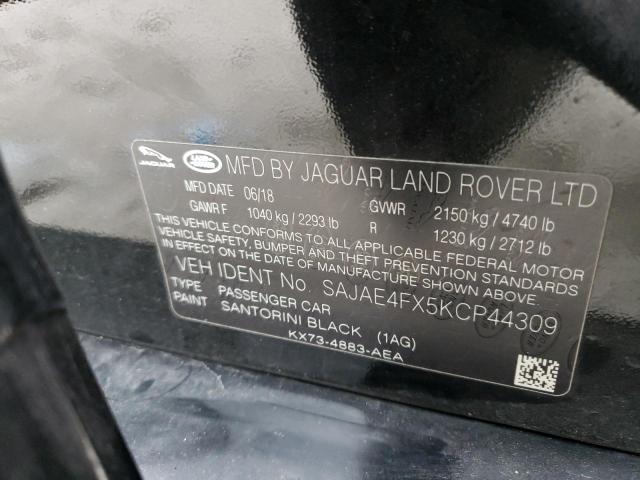 JAGUAR LAND ROVER MFD BY JAGUAR LAND ROVER LTD
MFD DATE 06/18
GAWR F 1040 kg / 2293 lb GVWR 2150 kg / 4740 lb
R 1230 kg / 2712 lb
THIS VEHICLE CONFORMS TO ALL APPLICABLE FEDERAL MOTOR
VEHICLE SAFETY, BUMPER AND THEFT PREVENTION STANDARDS
IN EFFECT ON THE DATE OF MANUFACTURE SHOWN ABOVE.
VEH IDENT No. SAJAE4FX5KCP44309
TYPE PASSENGER CAR
PAINT SANTORINI BLACK (1AG)
KX73-4883-AEA